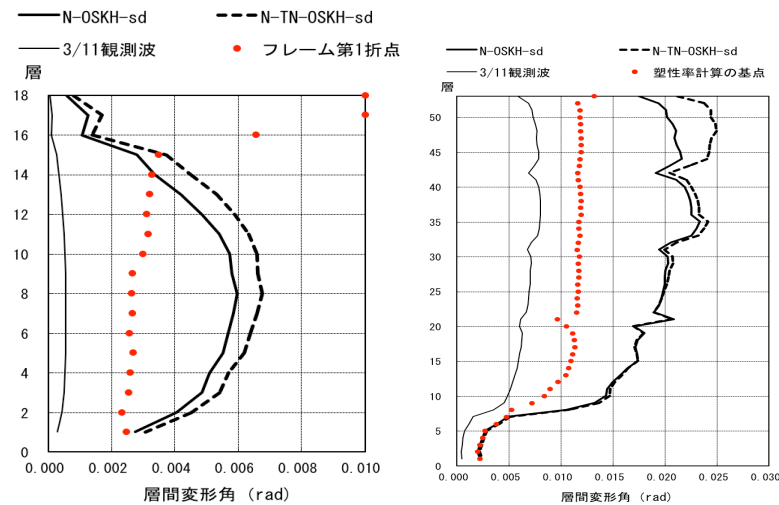 N-OSKH-sd
N-TN-OSKH-sd
3/11観測波
フレーム第1折点
層
18
16
14
12
10
8
6
4
2
0
0.000
0.002
0.004
0.006
0.008
0.010
層間変形角 (rad)
N-OSKH-sd
N-TN-OSKH-sd
3/11観測波
塑性率計算の基点
層
50
45
40
35
30
25
20
15
10
5
0
0.000
0.005
0.010
0.015
0.020
0.025
0.030
層間変形角 (rad)